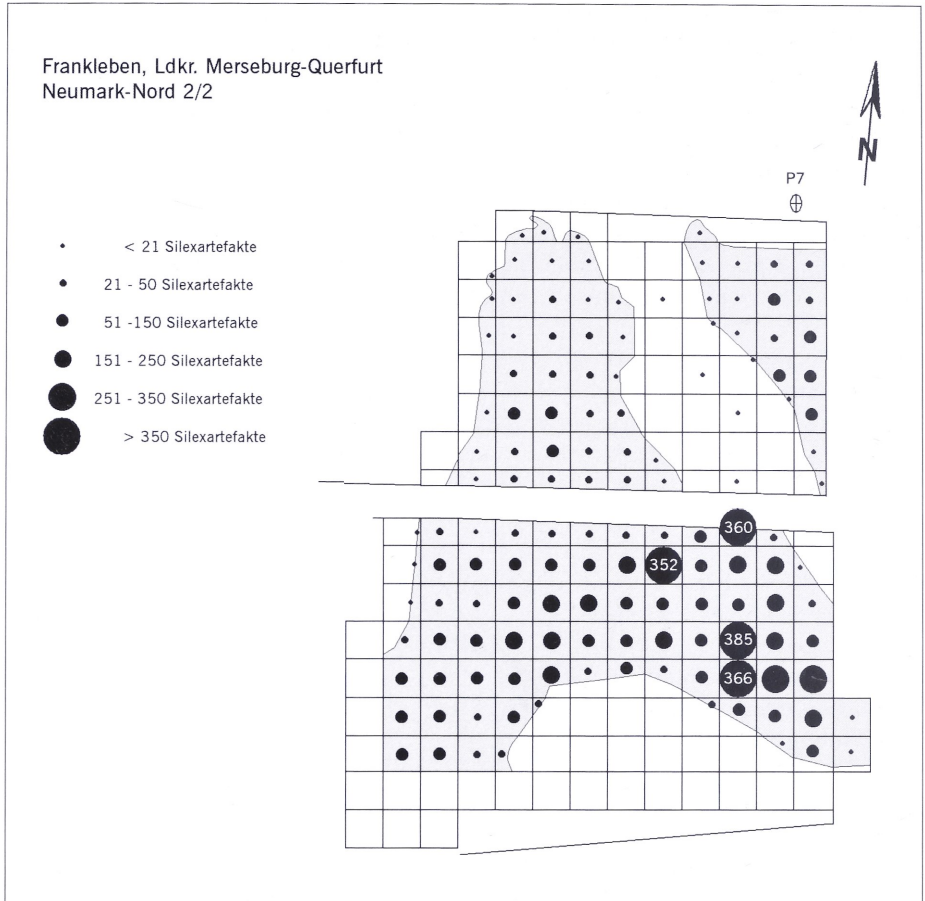 Frankleben, Ldkr. Merseburg-Querfurt
Neumark-Nord 2/2
N
P7
< 21 Silexartefakte
21 - 50 Silexartefakte
51 -150 Silexartefakte
151 - 250 Silexartefakte
251 - 350 Silexartefakte
> 350 Silexartefakte
360
352
385
366